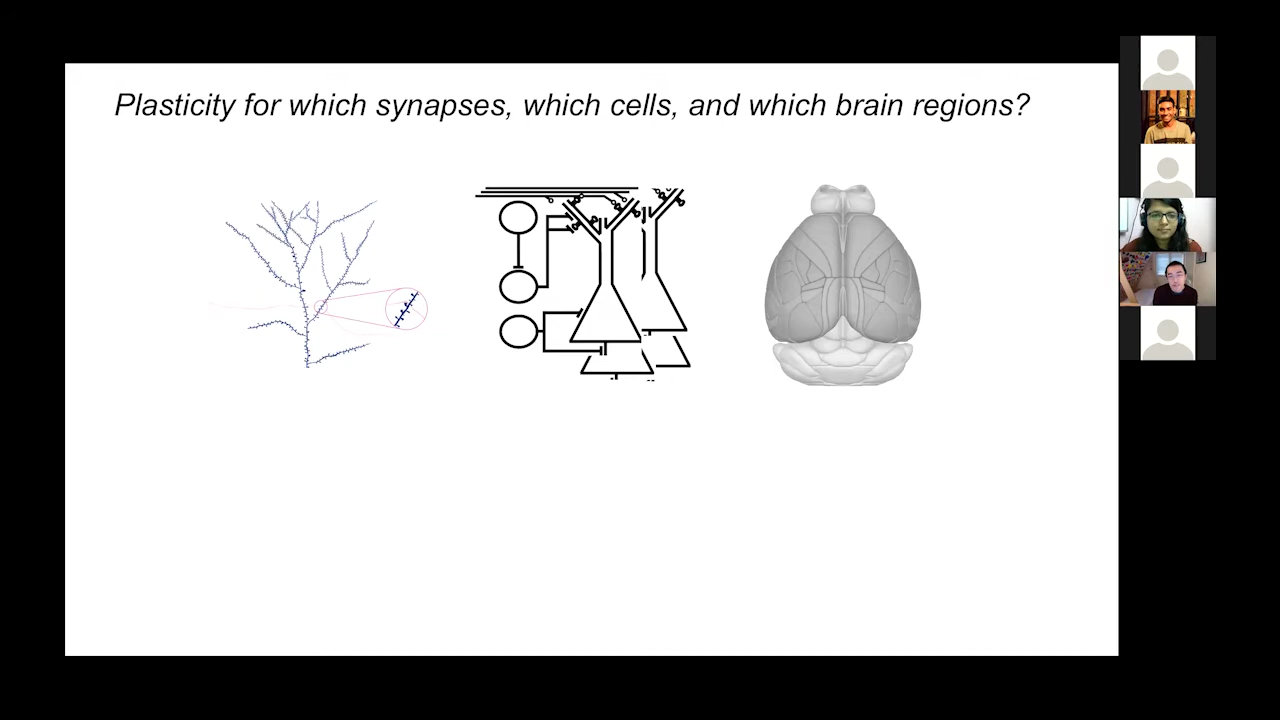 Plasticity for which synapses, which cells, and which brain regions?